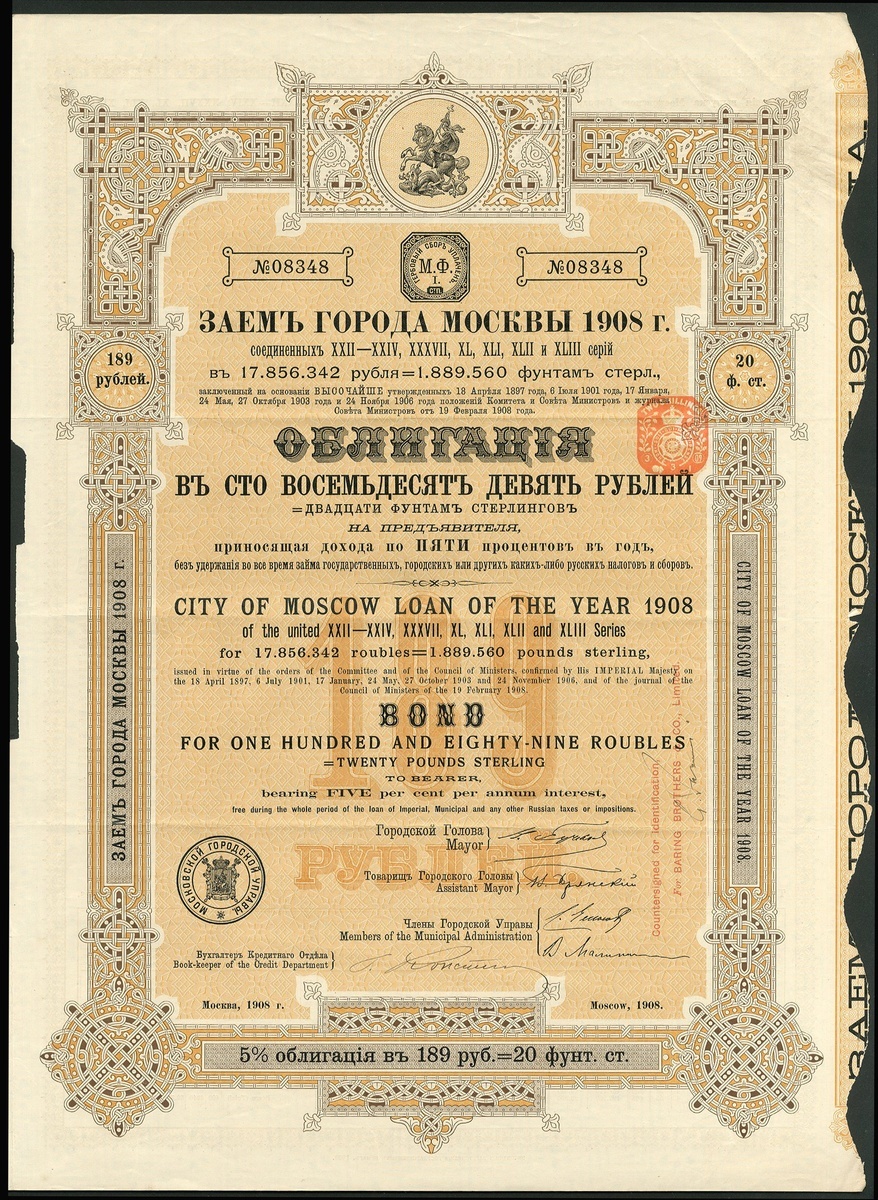 №08348
№08348
ГЕРБОВЫЙ СБОРЪ УПЛАЧЕНЪ
М.Ф.
I.
СПП.
189
рублей.
20
ф. ст.
ЗАЕМЪ ГОРОДА МОСКВЫ 1908 г.
соединенныхъ XXII—XXIV, XXXVII, XL, XLI, XLII и XLIII серій
въ 17.856.342 рубля=1.889.560 фунтамъ стерл.,
заключенный на основаніи ВЫСОЧАЙШЕ утвержденныхъ 18 Апрѣля 1897 года, 6 Іюля 1901 года, 17 Января,
24 Мая, 27 Октября 1903 года и 24 Ноября 1906 года положеній Комитета и Совѣта Министровъ и журнала
Совѣта Министровъ отъ 19 Февраля 1908 года.
ОБЛИГАЦІЯ
ВЪ СТО ВОСЕМЬДЕСЯТЪ ДЕВЯТЬ РУБЛЕЙ
=ДВАДЦАТИ ФУНТАМЪ СТЕРЛИНГОВЪ
НА ПРЕДЪЯВИТЕЛЯ,
приносящая дохода по ПЯТИ процентовъ въ годъ,
безъ удержанія во все время займа государственныхъ, городскихъ или другихъ какихъ-либо русскихъ налоговъ и сборовъ.
CITY OF MOSCOW LOAN OF THE YEAR 1908
of the united XXII—XXIV, XXXVII, XL, XLI, XLII and XLIII Series
for 17.856.342 roubles=1.889.560 pounds sterling,
issued in virtue of the orders of the Committee and of the Council of Ministers, confirmed by His IMPERIAL Majesty, on
the 18 April 1897, 6 July 1901, 17 January, 24 May, 27 October 1903 and 24 November 1906, and of the journal of the
Council of Ministers of the 19 February 1908.
BOND
FOR ONE HUNDRED AND EIGHTY-NINE ROUBLES
=TWENTY POUNDS STERLING
TO BEARER,
bearing FIVE per cent per annum interest,
free during the whole period of the loan of Imperial, Municipal and any other Russian taxes or impositions.
189
РУБЛЕЙ.
Городской Голова
Mayor
Товарищъ Городского Головы
Assistant Mayor
Члены Городской Управы
Members of the Municipal Administration
Бухгалтеръ Кредитнаго Отдѣла
Book-keeper of the Credit Department
МОСКОВСКОЙ ГОРОДСКОЙ УПРАВЫ
Москва, 1908 г.
Moscow, 1908.
5% облигація въ 189 руб.=20 фунт. ст.
ЗАЕМЪ ГОРОДА МОСКВЫ 1908 г.
CITY OF MOSCOW LOAN OF THE YEAR 1908.
Countersigned for Identification,
For BARING BROTHERS & CO., Limited